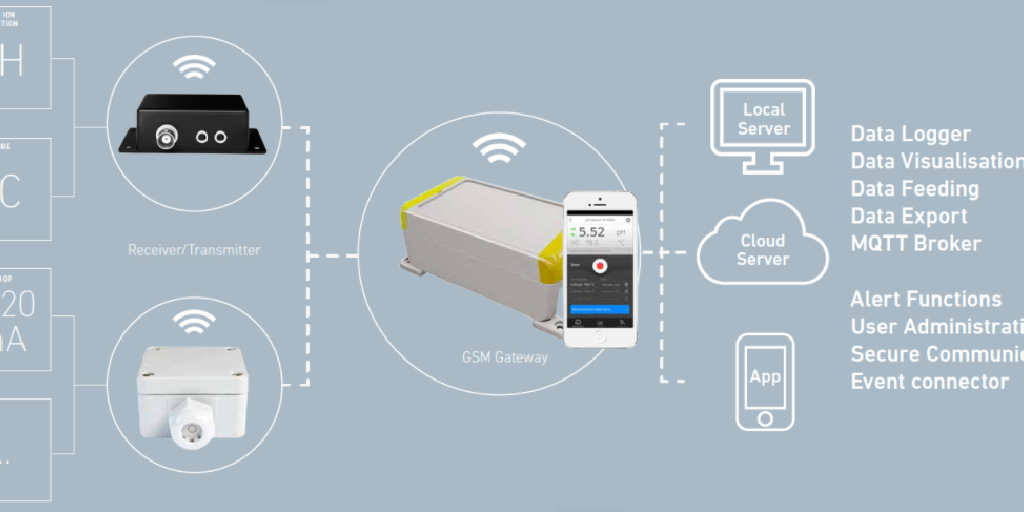 ION
TION
H
BE
C
OP
20
A
Receiver/Transmitter
GSM Gateway
5.52 pH
°C
Local
Server
Cloud
Server
App
Data Logger
Data Visualisation
Data Feeding
Data Export
MQTT Broker
Alert Functions
User Administrati
Secure Communic
Event connector